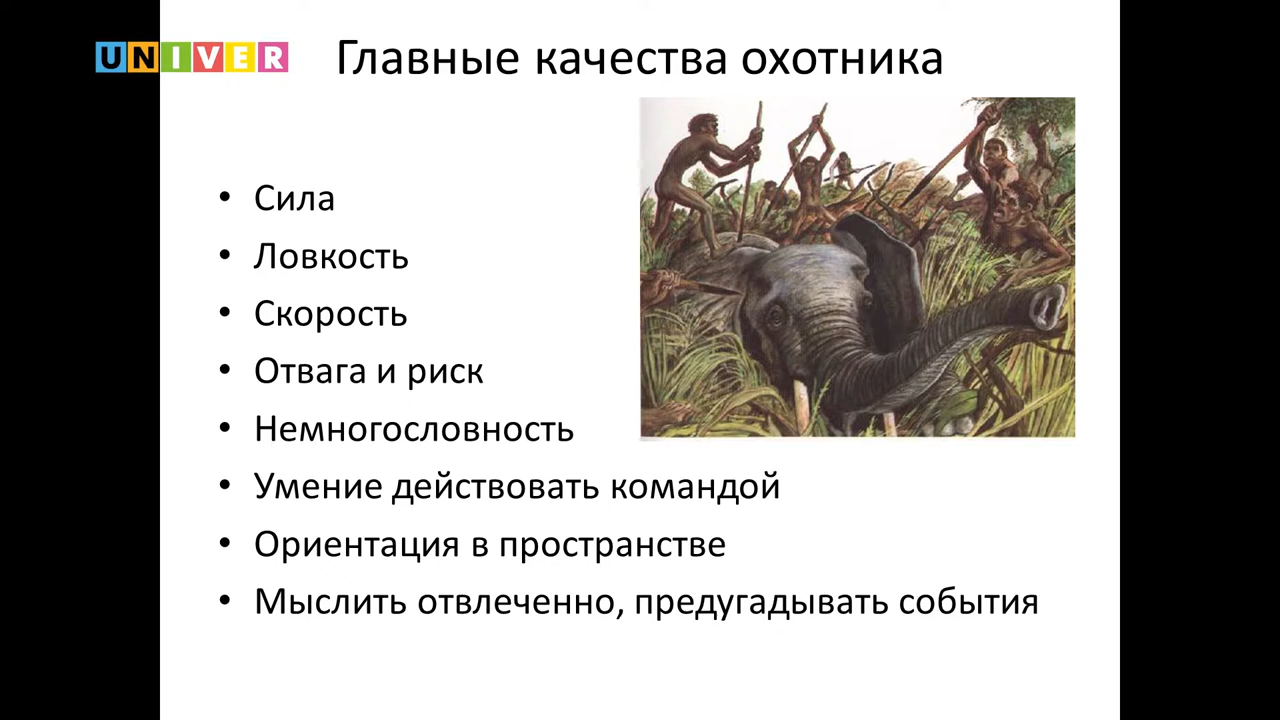 UNIVER
Главные качества охотника
• Сила
• Ловкость
• Скорость
• Отвага и риск
• Немногословность
• Умение действовать командой
• Ориентация в пространстве
• Мыслить отвлеченно, предугадывать события